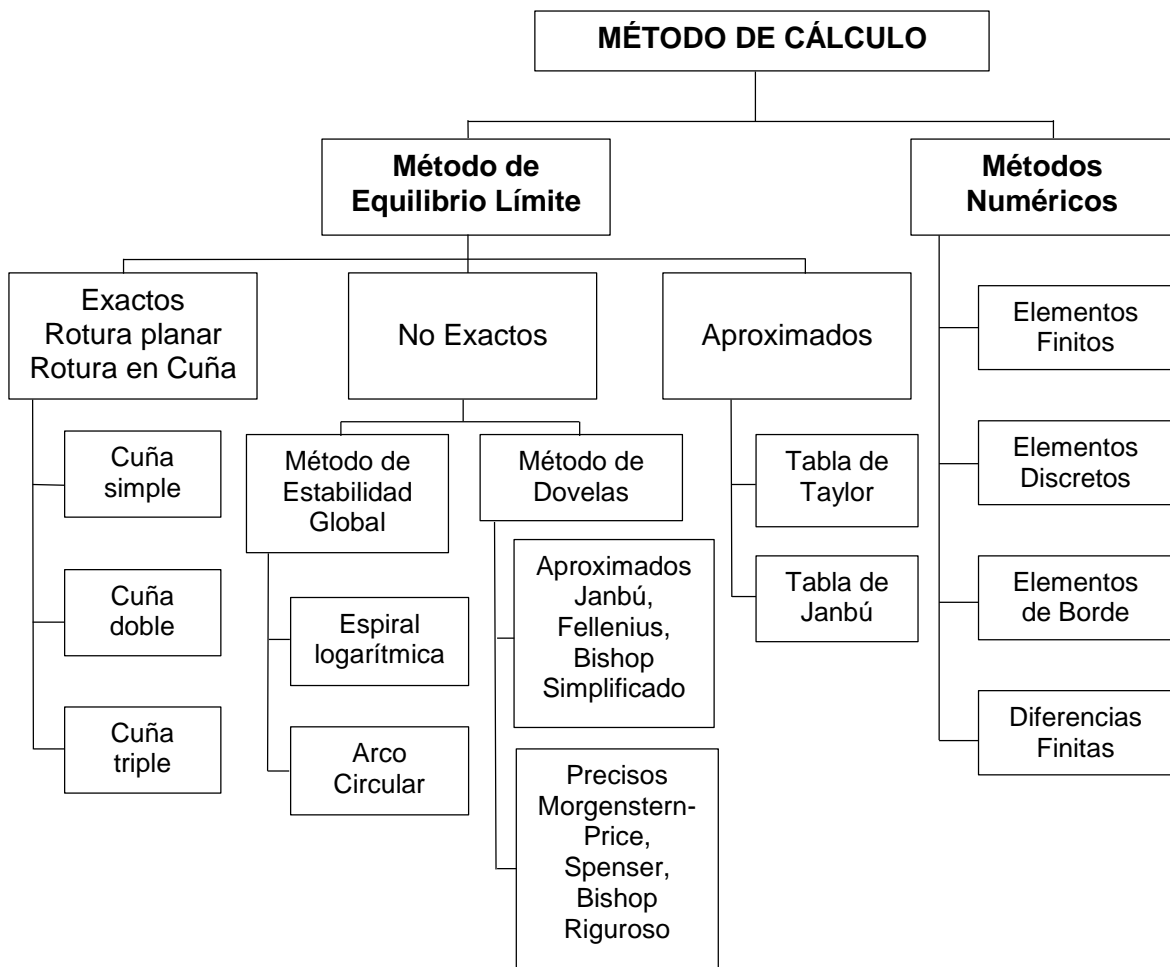 MÉTODO DE CÁLCULO
Método de
Equilibrio Límite
Métodos
Numéricos
Exactos
Rotura planar
Rotura en Cuña
No Exactos
Aproximados
Cuña
simple
Cuña
doble
Cuña
triple
Método de
Estabilidad
Global
Espiral
logarítmica
Arco
Circular
Método de
Dovelas
Aproximados
Janbú,
Fellenius,
Bishop
Simplificado
Precisos
Morgenstern-
Price,
Spenser,
Bishop
Riguroso
Tabla de
Taylor
Tabla de
Janbú
Elementos
Finitos
Elementos
Discretos
Elementos
de Borde
Diferencias
Finitas